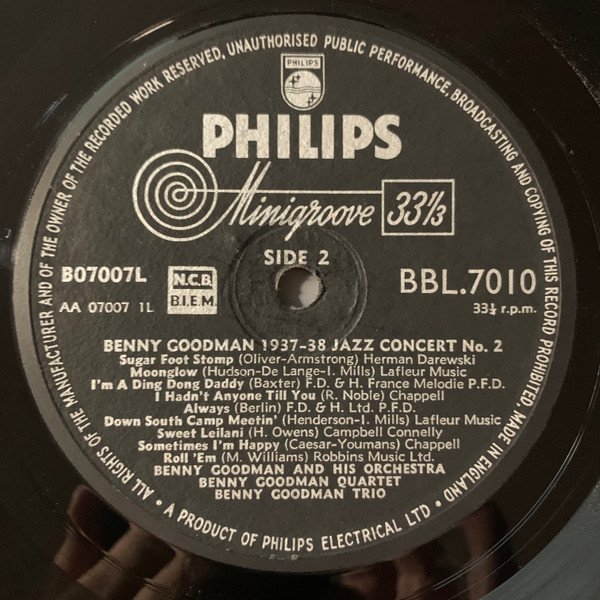 ALL RIGHTS OF THE MANUFACTURER AND OF THE OWNER OF THE RECORDED WORK RESERVED, UNAUTHORISED PUBLIC PERFORMANCE, BROADCASTING AND COPYING OF THIS RECORD PROHIBITED MADE IN ENGLAND
PHILIPS
PHILIPS
Minigroove 33⅓
SIDE 2
B07007L
N.C.B.
B.I.E.M.
BBL.7010
AA 07007 1L
33⅓ r.p.m.
BENNY GOODMAN 1937-38 JAZZ CONCERT No. 2
Sugar Foot Stomp (Oliver-Armstrong) Herman Darewski
Moonglow (Hudson-De Lange-I. Mills) Lafleur Music
I'm A Ding Dong Daddy (Baxter) F.D. & H. France Melodie P.F.D.
I Hadn't Anyone Till You (R. Noble) Chappell
Always (Berlin) F.D. & H. Ltd. P.F.D.
Down South Camp Meetin' (Henderson-I. Mills) Lafleur Music
Sweet Leilani (H. Owens) Campbell Connelly
Sometimes I'm Happy (Caesar-Youmans) Chappell
Roll 'Em (M. Williams) Robbins Music Ltd.
BENNY GOODMAN AND HIS ORCHESTRA
BENNY GOODMAN QUARTET
BENNY GOODMAN TRIO
• A PRODUCT OF PHILIPS ELECTRICAL LTD •